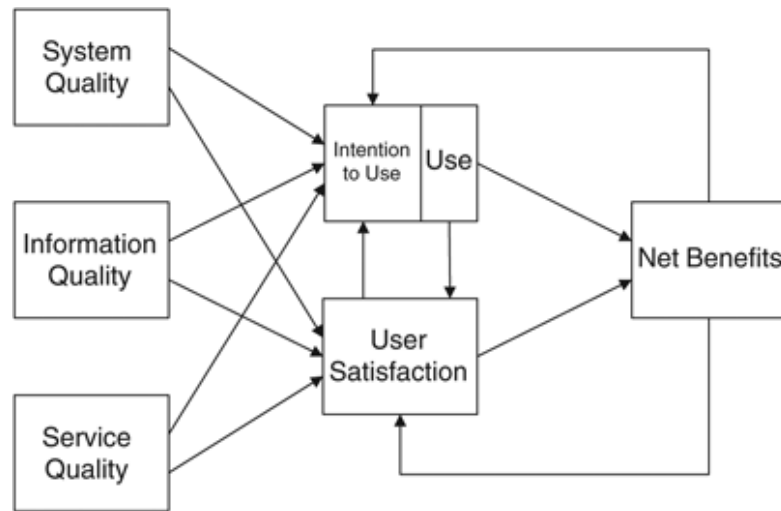 System
Quality
Intention
to Use
Use
Information
Quality
Net Benefits
User
Satisfaction
Service
Quality